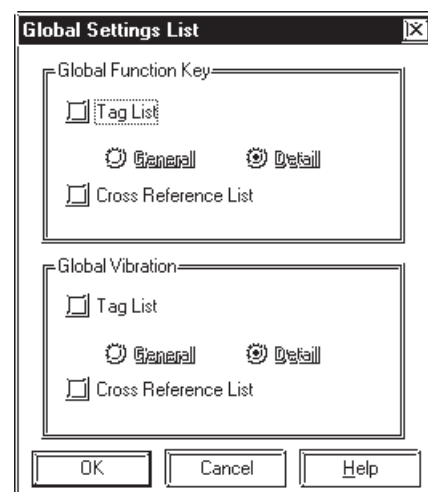 Global Settings List
Global Function Key
Tag List
General Detail
Cross Reference List
Global Vibration
Tag List
General Detail
Cross Reference List
OK Cancel Help